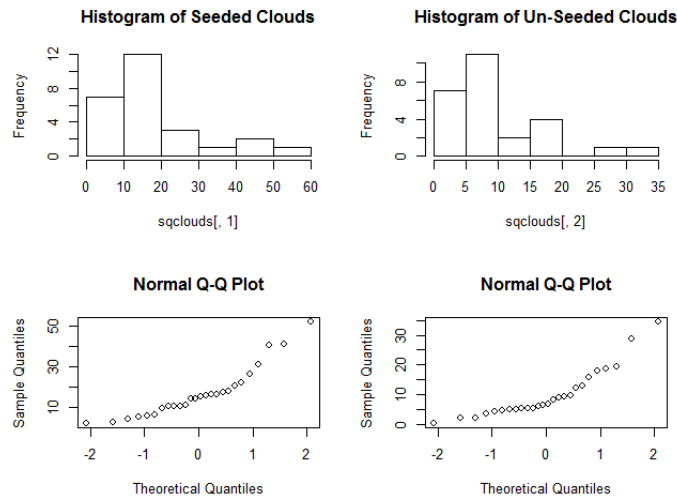 Histogram of Seeded Clouds
Frequency
0 4 8 12
0 10 20 30 40 50 60
sqclouds[, 1]
Histogram of Un-Seeded Clouds
Frequency
0 4 8
0 5 10 15 20 25 30 35
sqclouds[, 2]
Normal Q-Q Plot
Sample Quantiles
10 30 50
-2 -1 0 1 2
Theoretical Quantiles
Normal Q-Q Plot
Sample Quantiles
0 10 20 30
-2 -1 0 1 2
Theoretical Quantiles